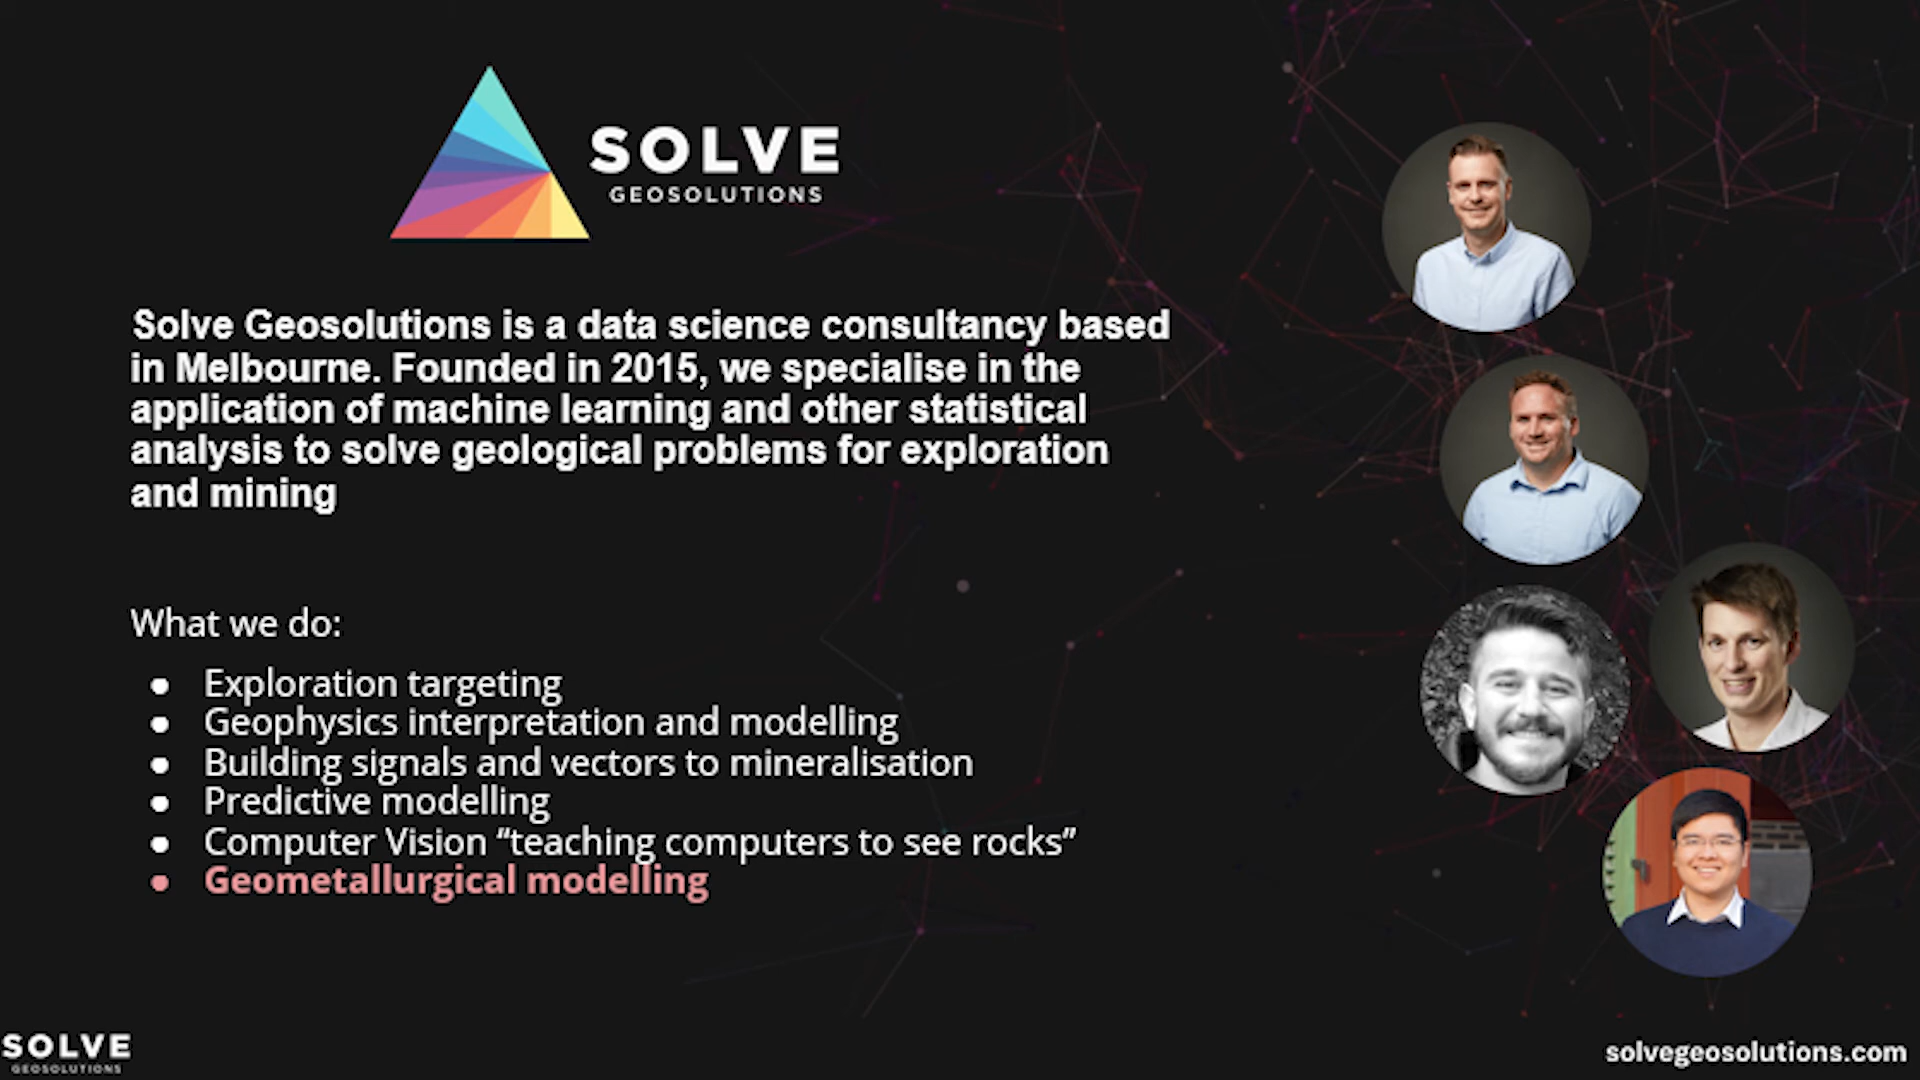 SOLVE
GEOSOLUTIONS
Solve Geosolutions is a data science consultancy based
in Melbourne. Founded in 2015, we specialise in the
application of machine learning and other statistical
analysis to solve geological problems for exploration
and mining
What we do:
● Exploration targeting
● Geophysics interpretation and modelling
● Building signals and vectors to mineralisation
● Predictive modelling
● Computer Vision “teaching computers to see rocks”
● Geometallurgical modelling
SOLVE
GEOSOLUTIONS
solvegeosolutions.com